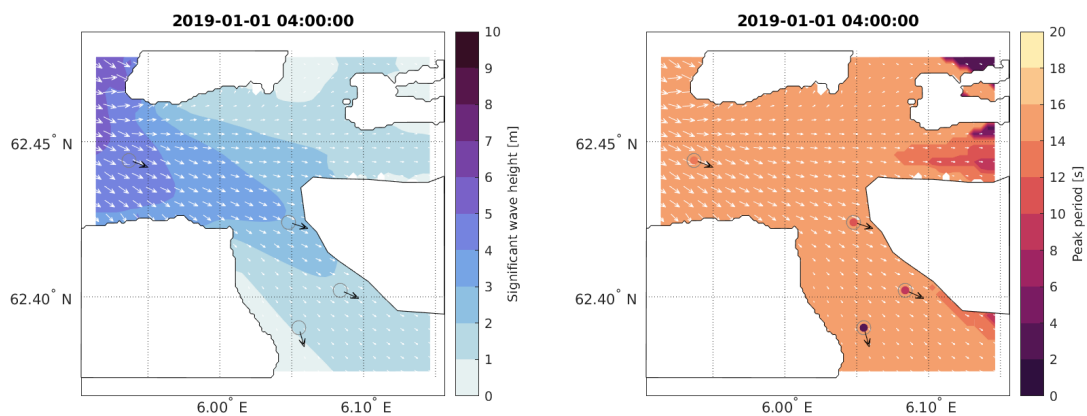 2019-01-01 04:00:00
62.45° N
62.40° N
6.00° E
6.10° E
10
9
8
7
6
5
4
3
2
1
0
Significant wave height [m]
2019-01-01 04:00:00
62.45° N
62.40° N
6.00° E
6.10° E
20
18
16
14
12
10
8
6
4
2
0
Peak period [s]